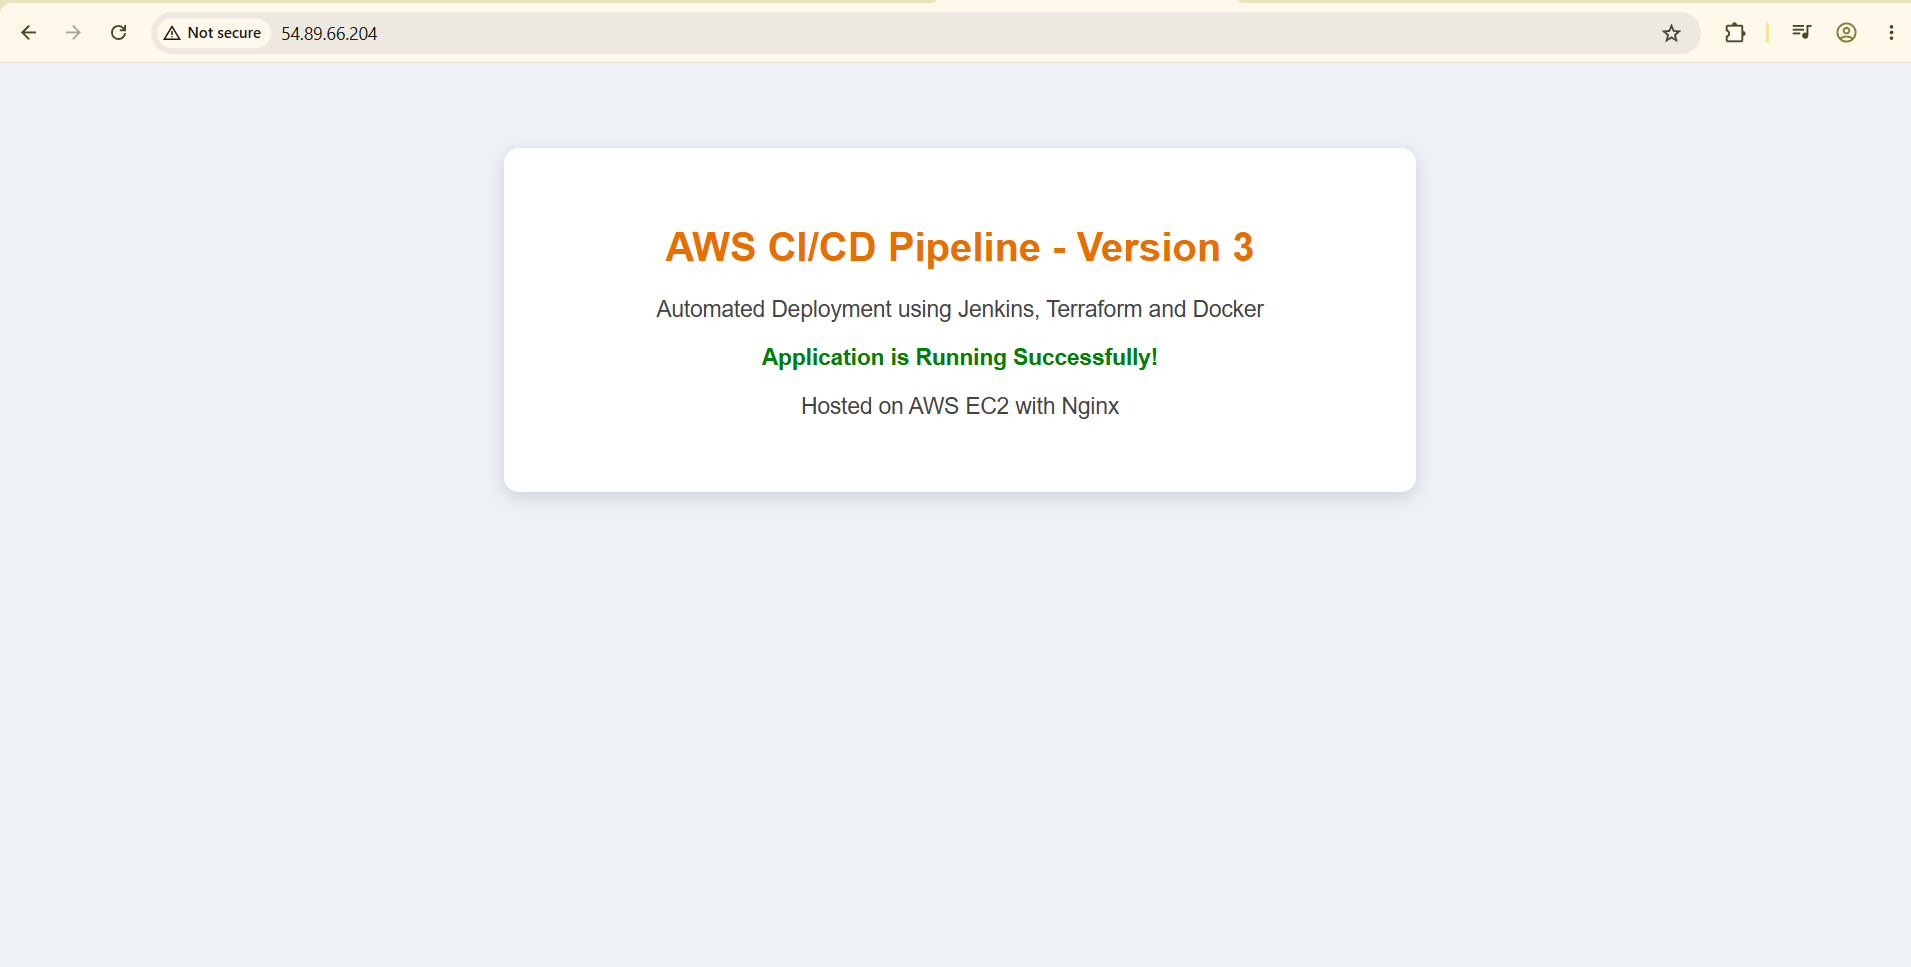 Not secure 54.89.66.204
AWS CI/CD Pipeline - Version 3
Automated Deployment using Jenkins, Terraform and Docker
Application is Running Successfully!
Hosted on AWS EC2 with Nginx